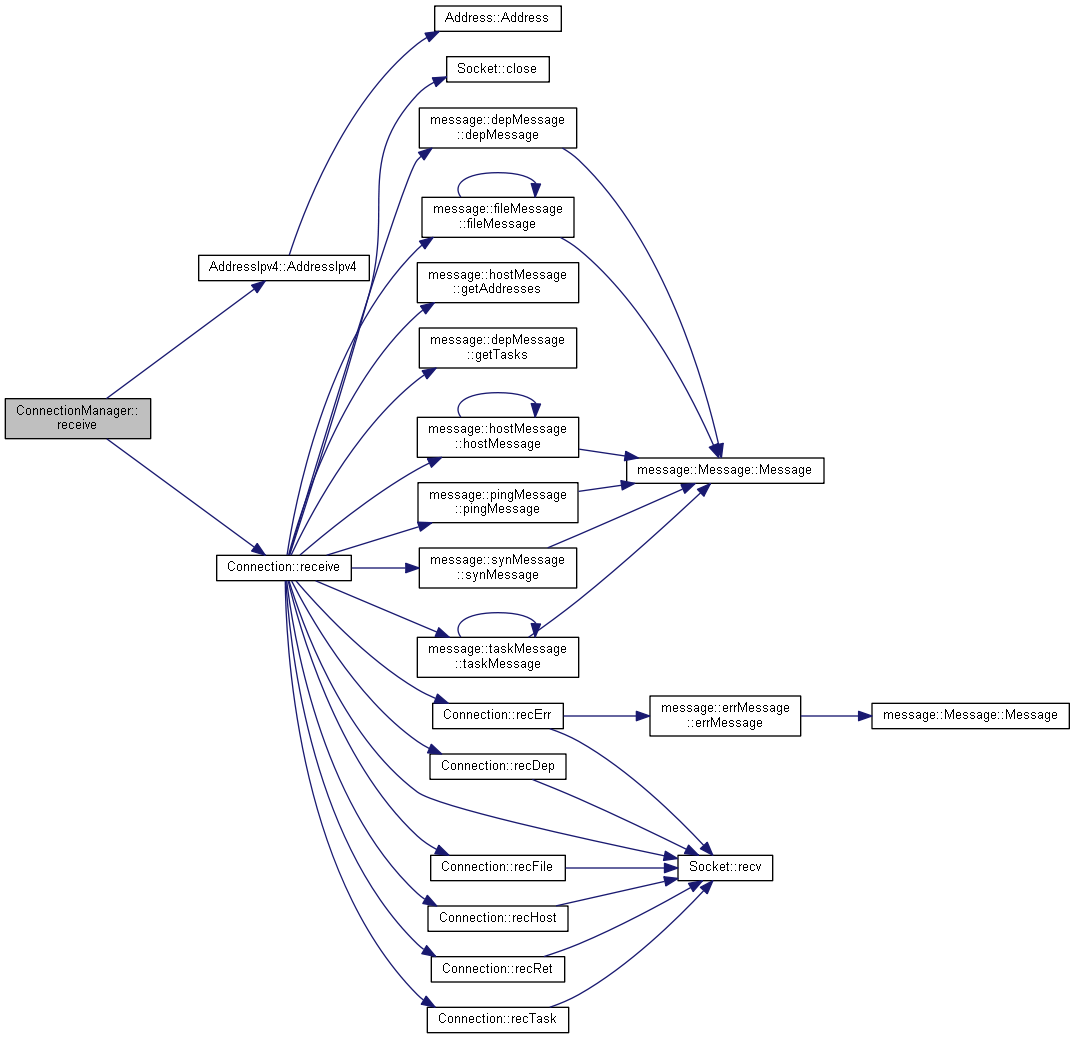 Address::Address
Socket::close
message::depMessage
::depMessage
message::fileMessage
::fileMessage
AddressIpv4::AddressIpv4
message::hostMessage
::getAddresses
message::depMessage
::getTasks
ConnectionManager::
receive
message::hostMessage
::hostMessage
message::Message::Message
message::pingMessage
::pingMessage
Connection::receive
message::synMessage
::synMessage
message::taskMessage
::taskMessage
Connection::recErr
message::errMessage
::errMessage
message::Message::Message
Connection::recDep
Connection::recFile
Socket::recv
Connection::recHost
Connection::recRet
Connection::recTask